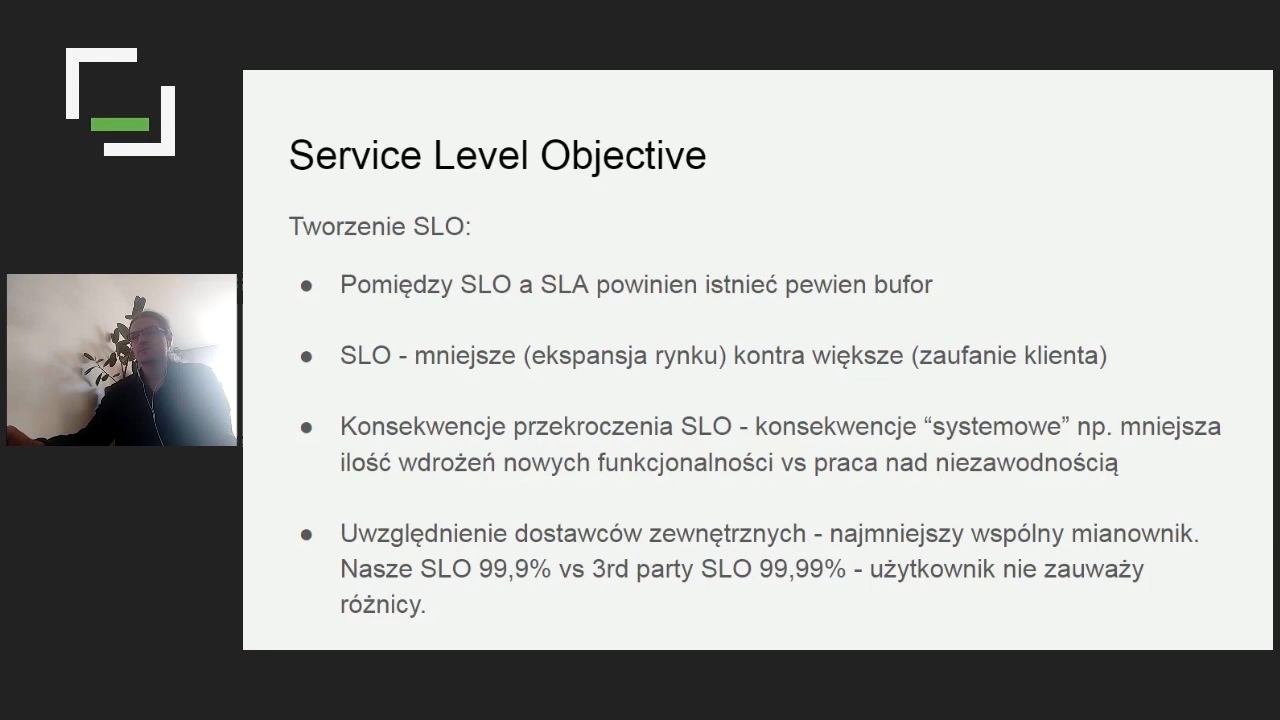 Service Level Objective
Tworzenie SLO:
● Pomiędzy SLO a SLA powinien istnieć pewien bufor
● SLO - mniejsze (ekspansja rynku) kontra większe (zaufanie klienta)
● Konsekwencje przekroczenia SLO - konsekwencje “systemowe” np. mniejsza
ilość wdrożeń nowych funkcjonalności vs praca nad niezawodnością
● Uwzględnienie dostawców zewnętrznych - najmniejszy wspólny mianownik.
Nasze SLO 99,9% vs 3rd party SLO 99,99% - użytkownik nie zauważy
różnicy.